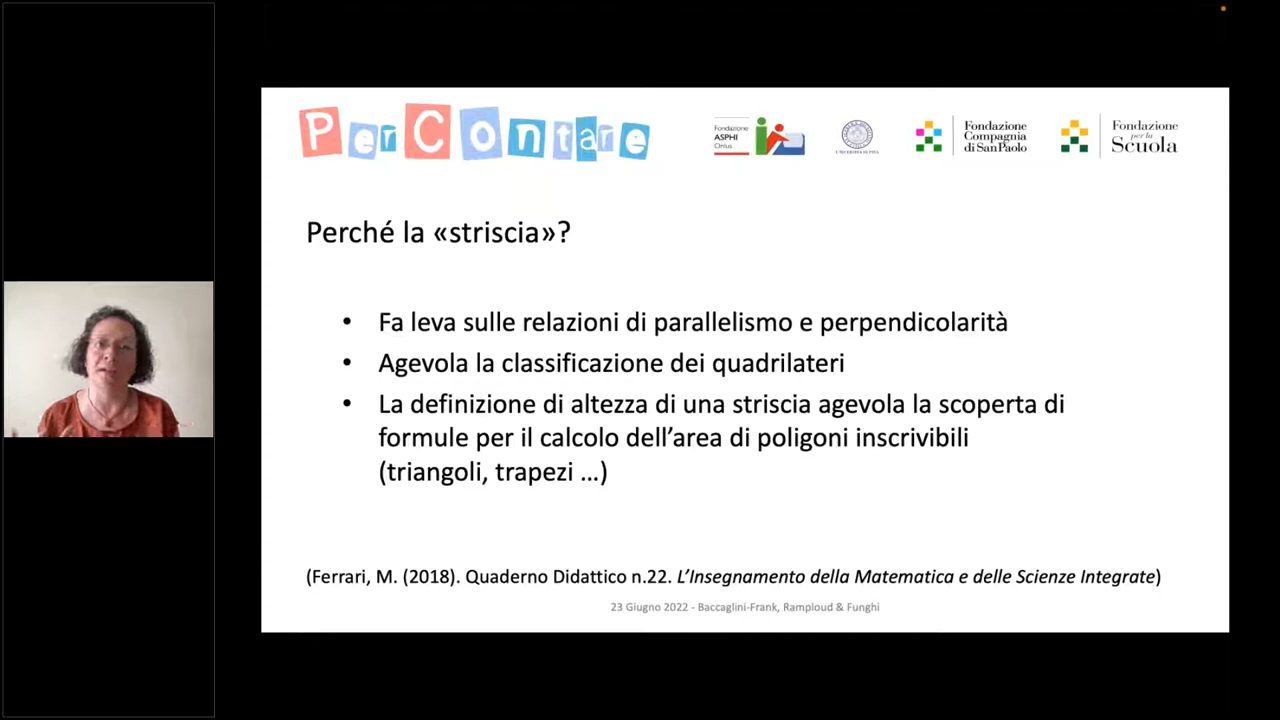 PerContare
Fondazione
ASPHI
Onlus
Fondazione
Compagnia
di San Paolo
Fondazione
per la
Scuola
Perché la «striscia»?
• Fa leva sulle relazioni di parallelismo e perpendicolarità
• Agevola la classificazione dei quadrilateri
• La definizione di altezza di una striscia agevola la scoperta di
formule per il calcolo dell’area di poligoni inscrivibili
(triangoli, trapezi …)
(Ferrari, M. (2018). Quaderno Didattico n.22. L’Insegnamento della Matematica e delle Scienze Integrate)
23 Giugno 2022 - Baccaglini-Frank, Ramploud & Funghi